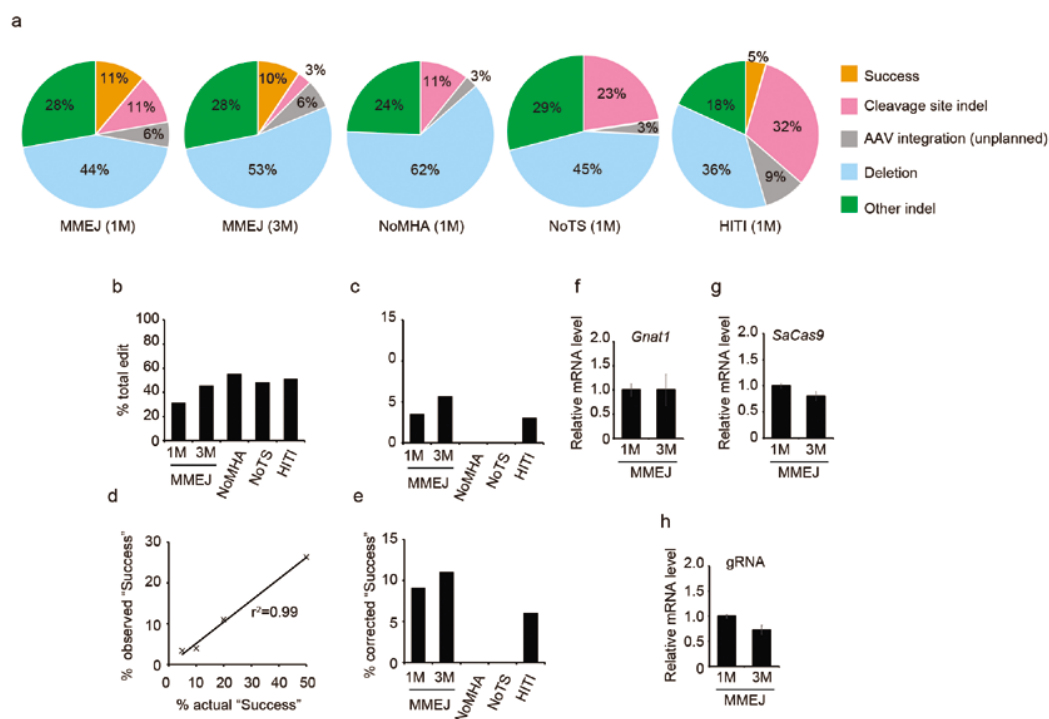 a
11%
11%
6%
44%
28%
MMEJ (1M)
10%
3%
6%
53%
28%
MMEJ (3M)
11%
3%
62%
24%
NoMHA (1M)
23%
3%
45%
29%
NoTS (1M)
5%
32%
9%
36%
18%
HITI (1M)
Success
Cleavage site indel
AAV integration (unplanned)
Deletion
Other indel
b
% total edit
100
80
60
40
20
0
1M 3M
MMEJ
NoMHA
NoTS
HITI
c
15
0
5
0
1M 3M
MMEJ
NoMHA
NoTS
HITI
f
Gnat1
Relative mRNA level
2.0
1.5
1.0
0.5
0
1M 3M
MMEJ
g
SaCas9
Relative mRNA level
2.0
1.5
1.0
0.5
0
1M 3M
MMEJ
d
% observed "Success"
30
20
10
0
r²=0.99
0 10 20 30 40 50
% actual "Success"
e
% corrected "Success"
15
10
5
0
1M 3M
MMEJ
NoMHA
NoTS
HITI
h
gRNA
Relative mRNA level
2.0
1.5
1.0
0.5
0
1M 3M
MMEJ